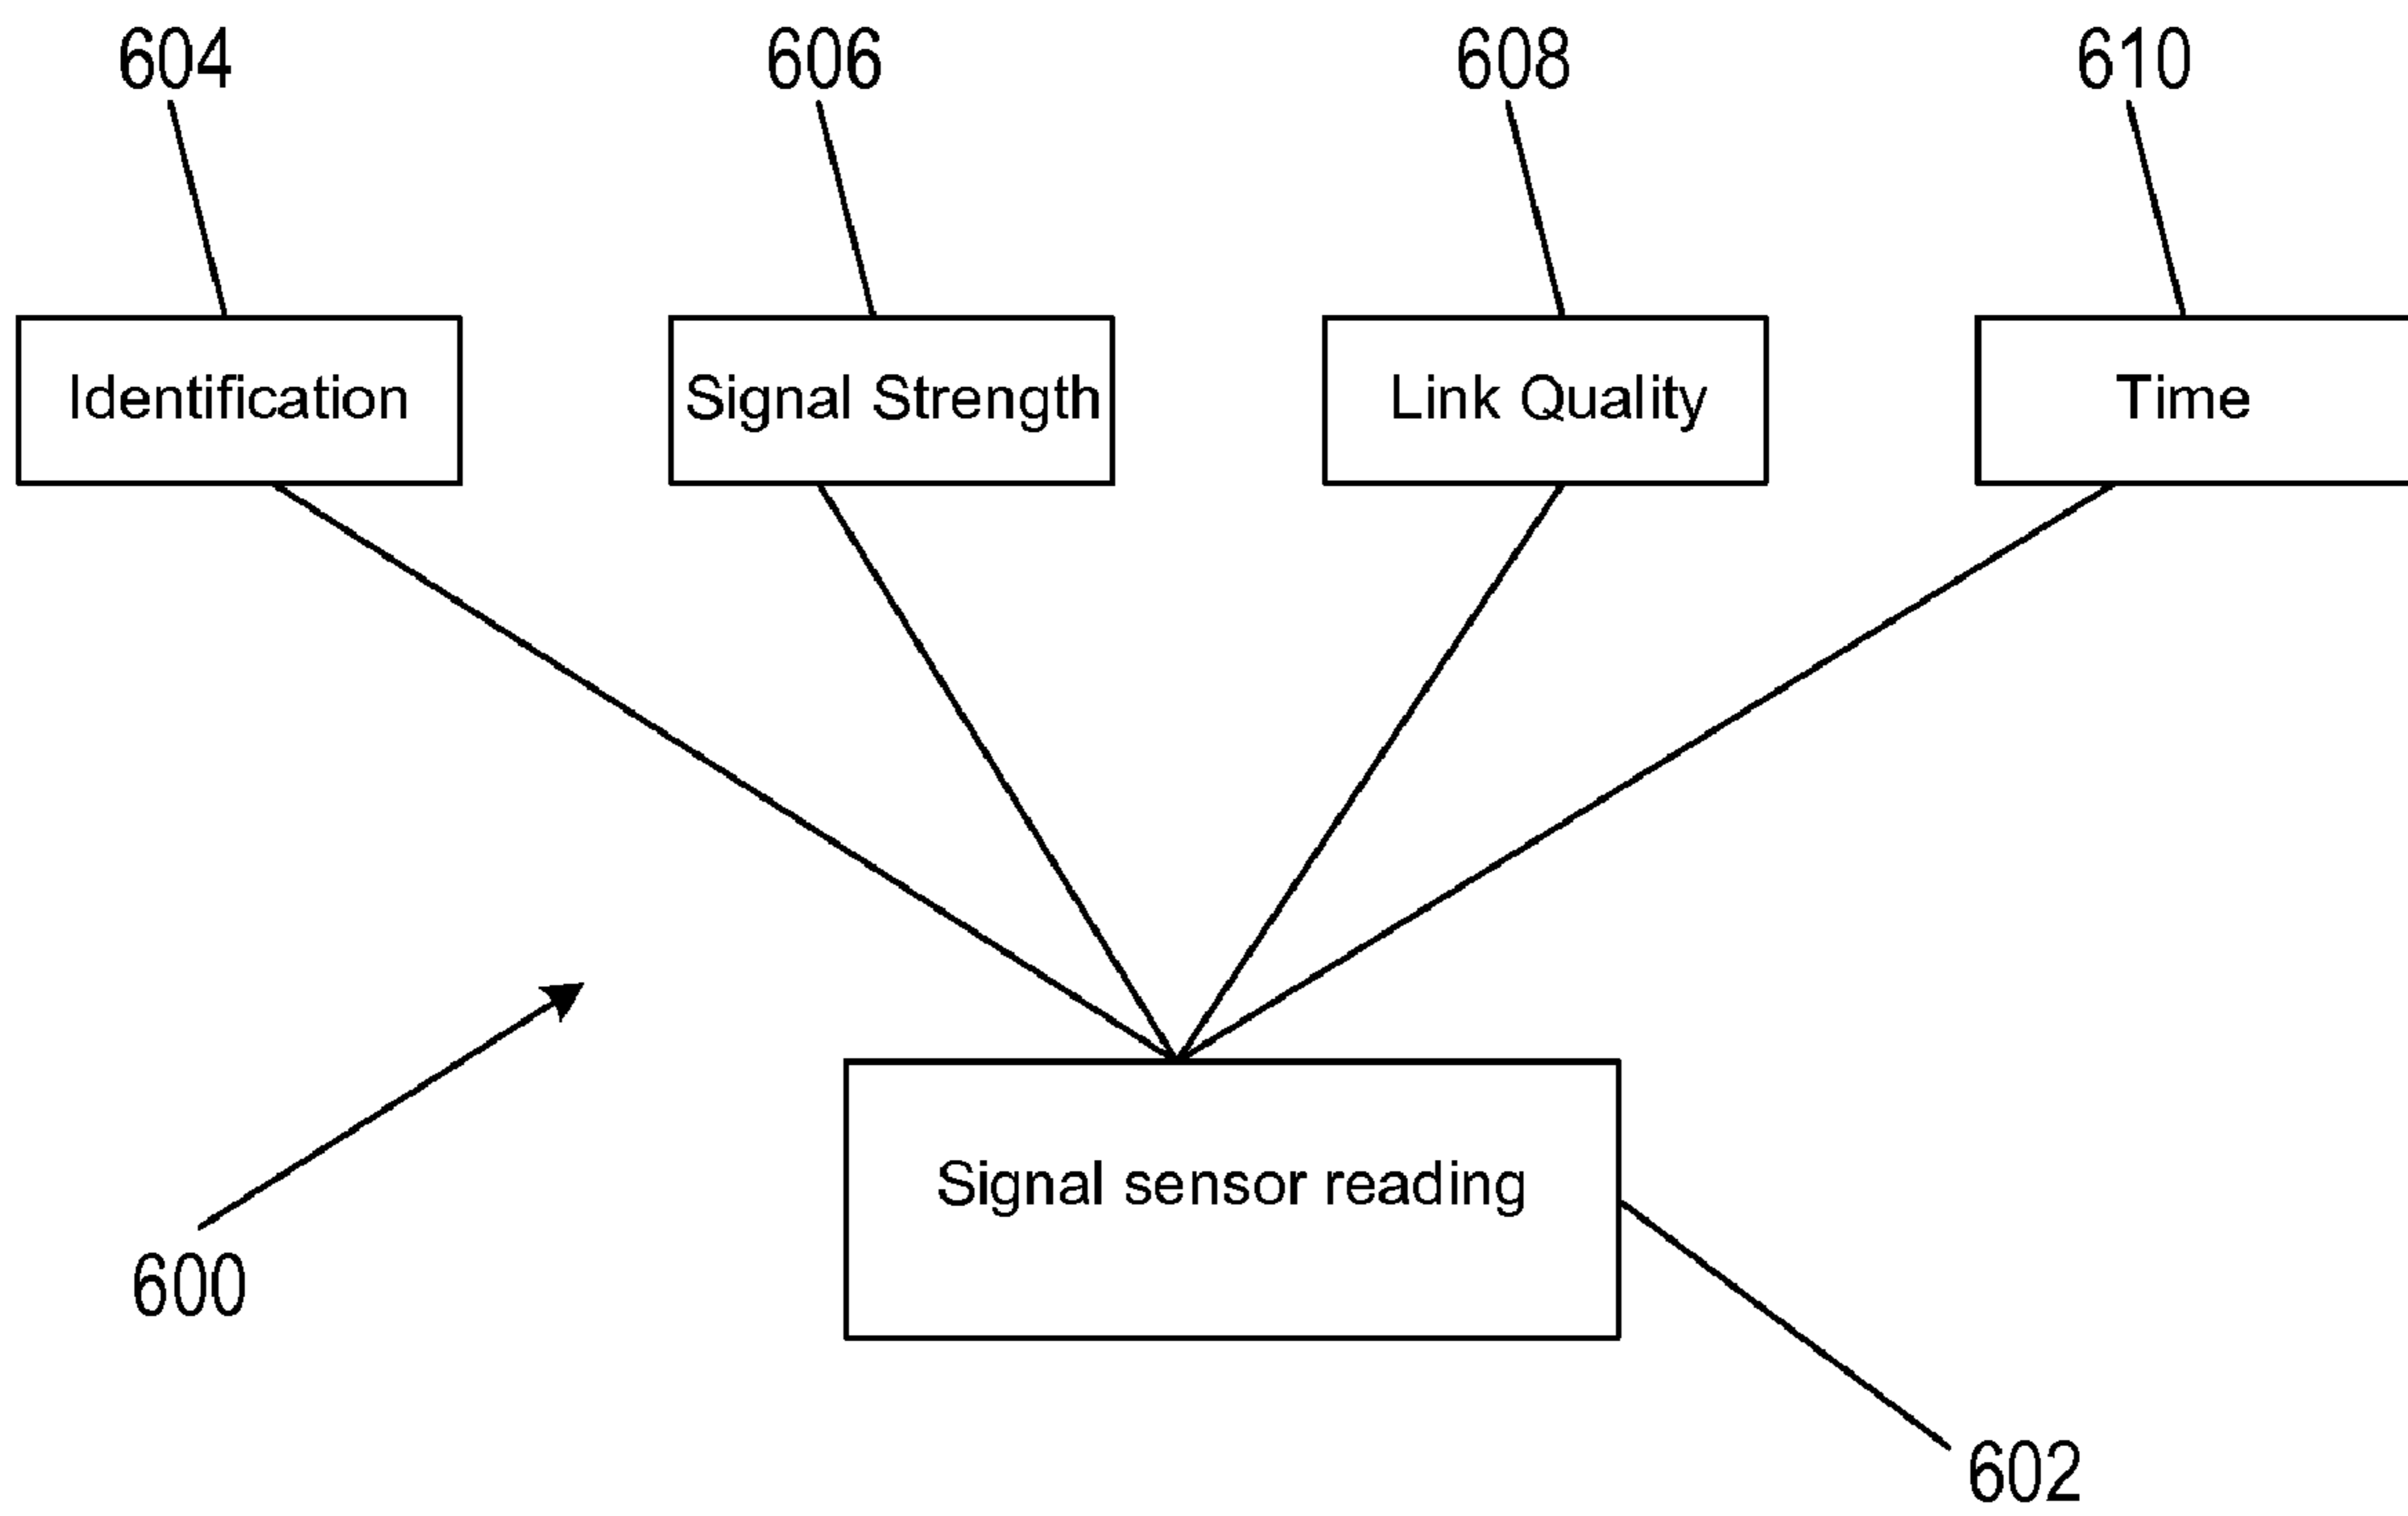 604
606
608
610
Identification
Signal Strength
Link Quality
Time
Signal sensor reading
600
602